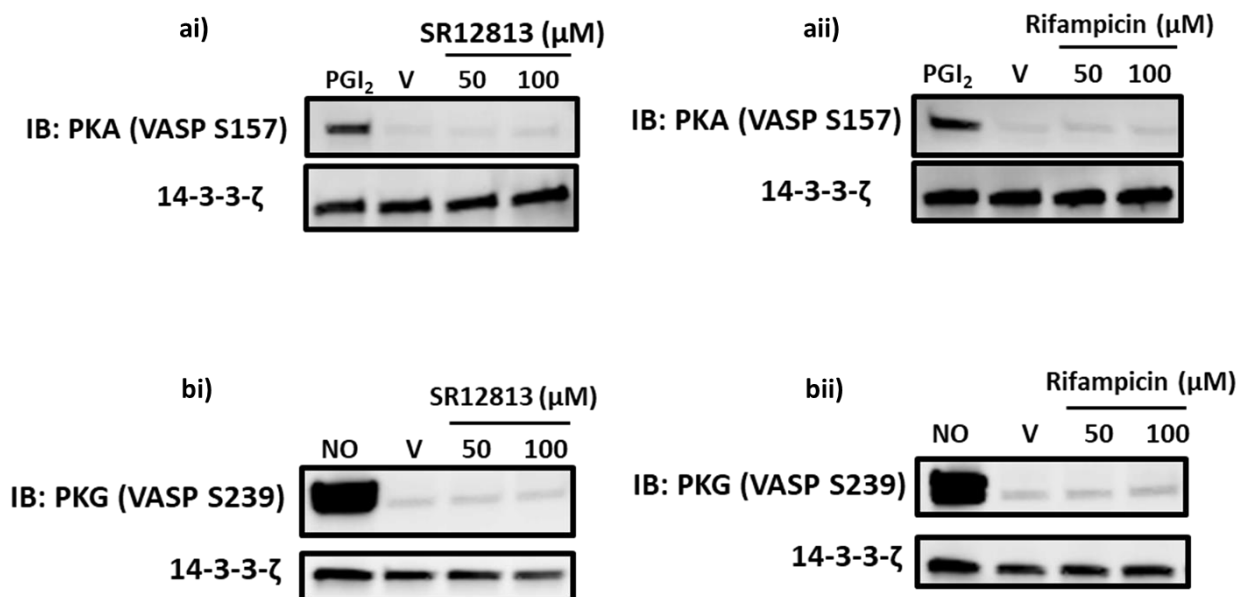 ai)
SR12813 (μM)
PGI₂ V 50 100
IB: PKA (VASP S157)
14-3-3-ζ
aii)
Rifampicin (μM)
PGI₂ V 50 100
IB: PKA (VASP S157)
14-3-3-ζ
bi)
SR12813 (μM)
NO V 50 100
IB: PKG (VASP S239)
14-3-3-ζ
bii)
Rifampicin (μM)
NO V 50 100
IB: PKG (VASP S239)
14-3-3-ζ